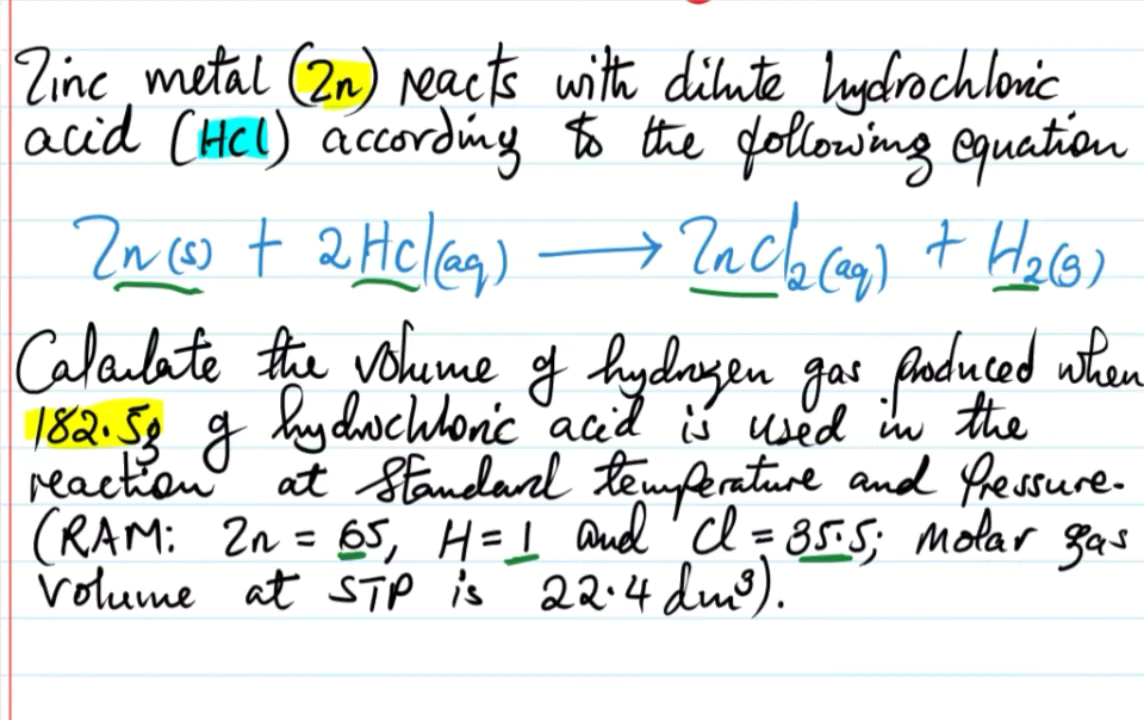 Zinc metal (Zn) reacts with dilute hydrochloric
acid (HCl) according to the following equation
Zn(s) + 2HCl(aq) ⟶ ZnCl₂(aq) + H₂(g)
Calculate the volume of hydrogen gas produced when
182.5g of hydrochloric acid is used in the
reaction at standard temperature and Pressure.
(RAM: Zn = 65, H = 1 and Cl = 35.5; molar gas
volume at STP is 22.4 dm³).